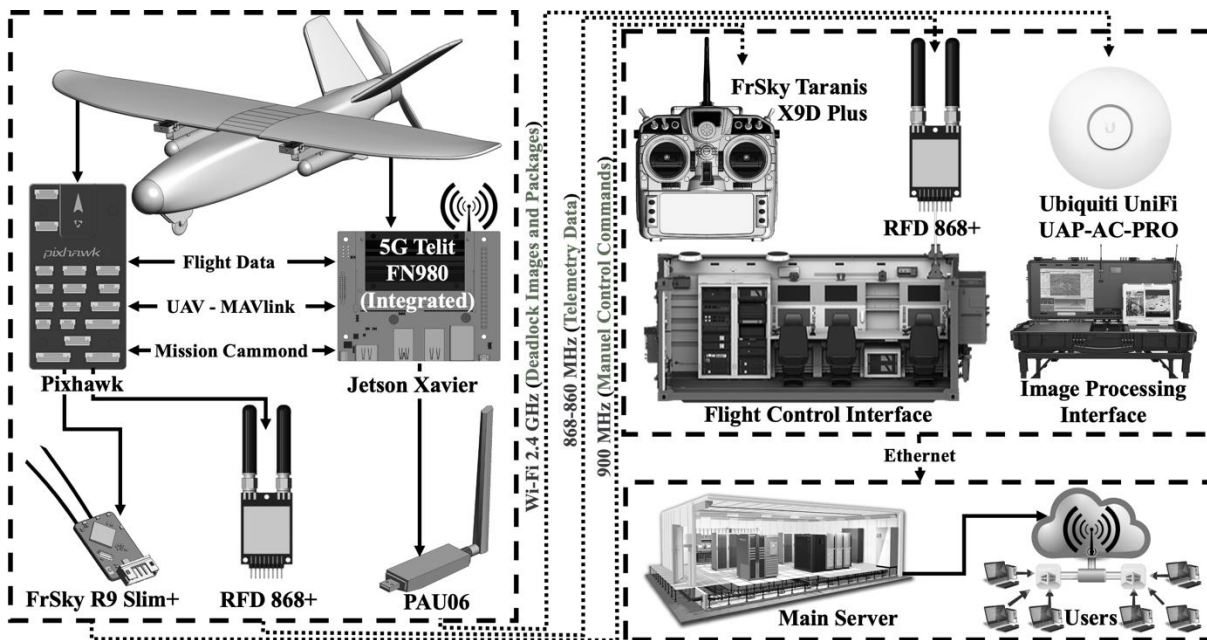 pixhawk
5G Telit
FN980
(Integrated)
Flight Data
UAV - MAVlink
Mission Cammond
Pixhawk
Jetson Xavier
FrSky R9 Slim+
RFD 868+
PAU06
Wi-Fi 2.4 GHz (Deadlock Images and Packages)
868-860 MHz (Telemetry Data)
900 MHz (Manuel Control Commands)
FrSky Taranis
X9D Plus
RFD 868+
Ubiquiti UniFi
UAP-AC-PRO
Flight Control Interface
Image Processing
Interface
Ethernet
Main Server
Users